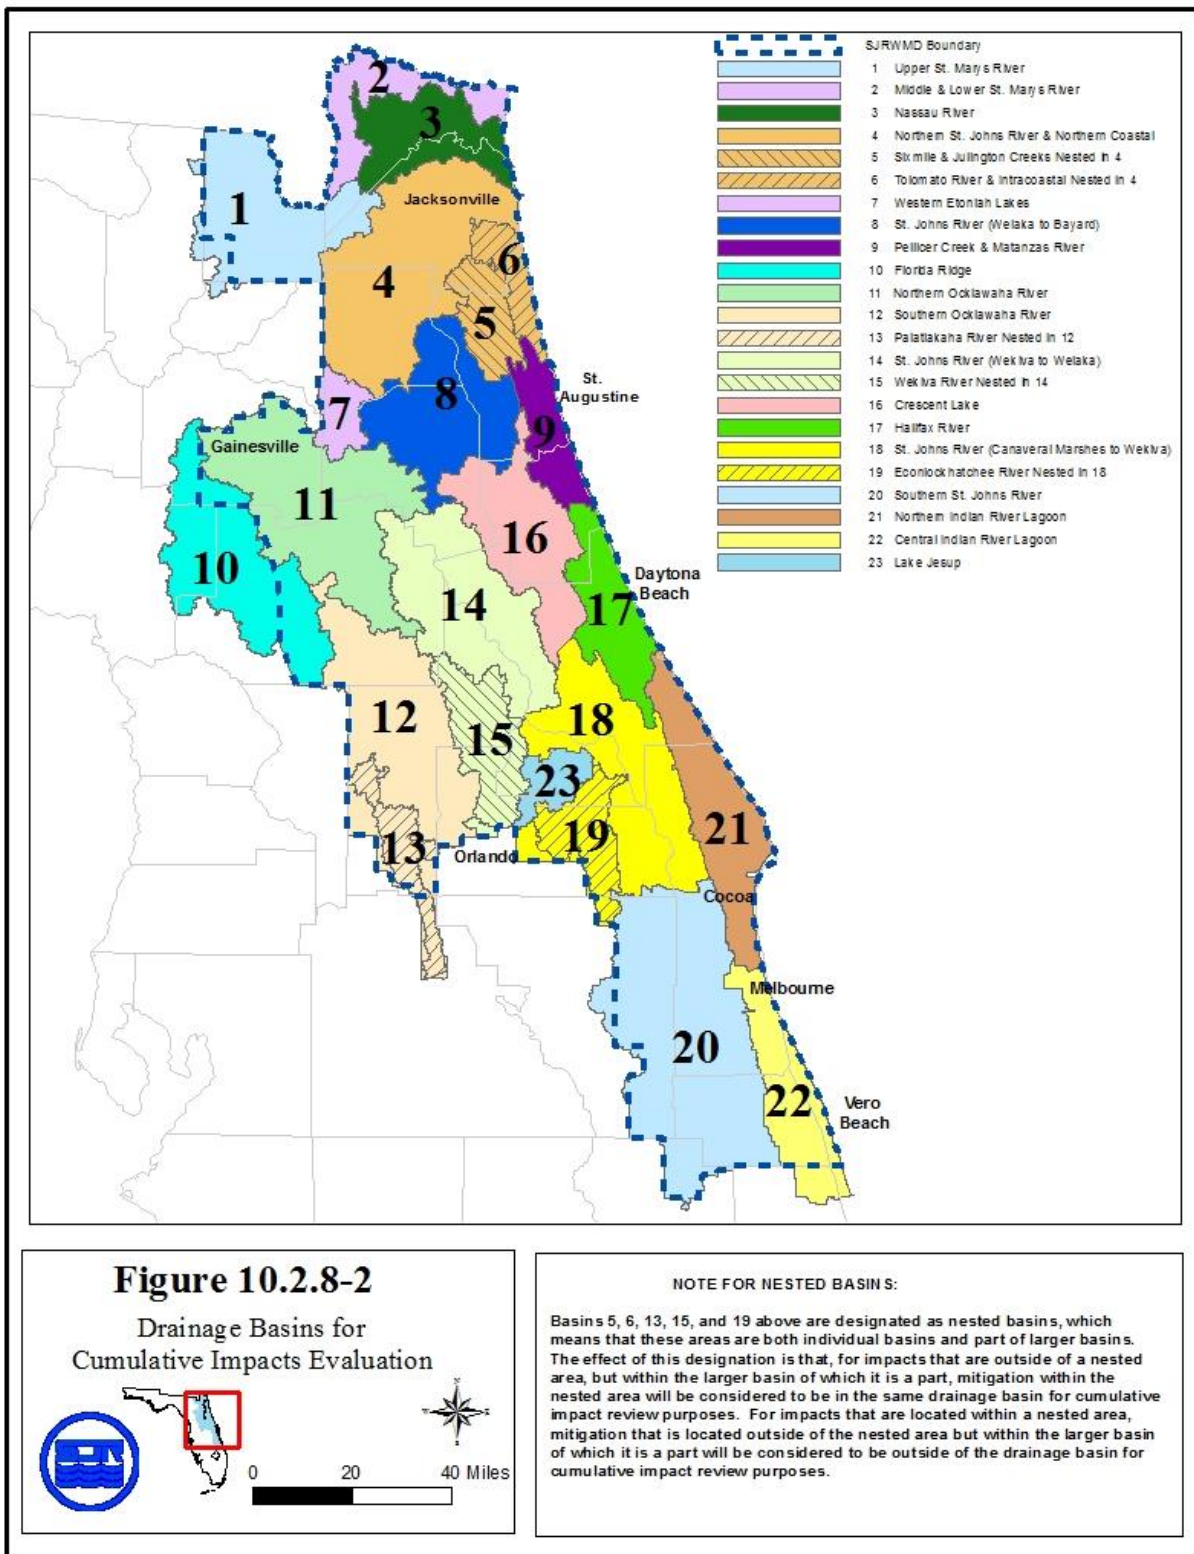 SJRWMD Boundary
1 Upper St. Marys River
2 Middle & Lower St. Marys River
3 Nassau River
4 Northern St. Johns River & Northern Coastal
5 Sixmile & Julington Creeks Nested in 4
6 Tolomato River & Intracoastal Nested in 4
7 Western Etoniah Lakes
8 St. Johns River (Welaka to Bayard)
9 Pellicer Creek & Matanzas River
10 Florida Ridge
11 Northern Ocklawaha River
12 Southern Ocklawaha River
13 Palatlakaha River Nested in 12
14 St. Johns River (Wekiva to Welaka)
15 Wekiva River Nested in 14
16 Crescent Lake
17 Halifax River
18 St. Johns River (Canaveral Marshes to Wekiva)
19 Econlockhatchee River Nested in 18
20 Southern St. Johns River
21 Northern Indian River Lagoon
22 Central Indian River Lagoon
23 Lake Jesup
2
3
1
Jacksonville
6
4
5
St.
Augustine
8
7
9
Gainesville
11
16
10
Daytona
Beach
14
17
12
18
15
23
21
19
13
Orlando
Cocoa
Melbourne
20
22
Vero
Beach
Figure 10.2.8-2
Drainage Basins for
Cumulative Impacts Evaluation
N
W
E
S
0 20 40 Miles
NOTE FOR NESTED BASINS:
Basins 5, 6, 13, 15, and 19 above are designated as nested basins, which
means that these areas are both individual basins and part of larger basins.
The effect of this designation is that, for impacts that are outside of a nested
area, but within the larger basin of which it is a part, mitigation within the
nested area will be considered to be in the same drainage basin for cumulative
impact review purposes. For impacts that are located within a nested area,
mitigation that is located outside of the nested area but within the larger basin
of which it is a part will be considered to be outside of the drainage basin for
cumulative impact review purposes.